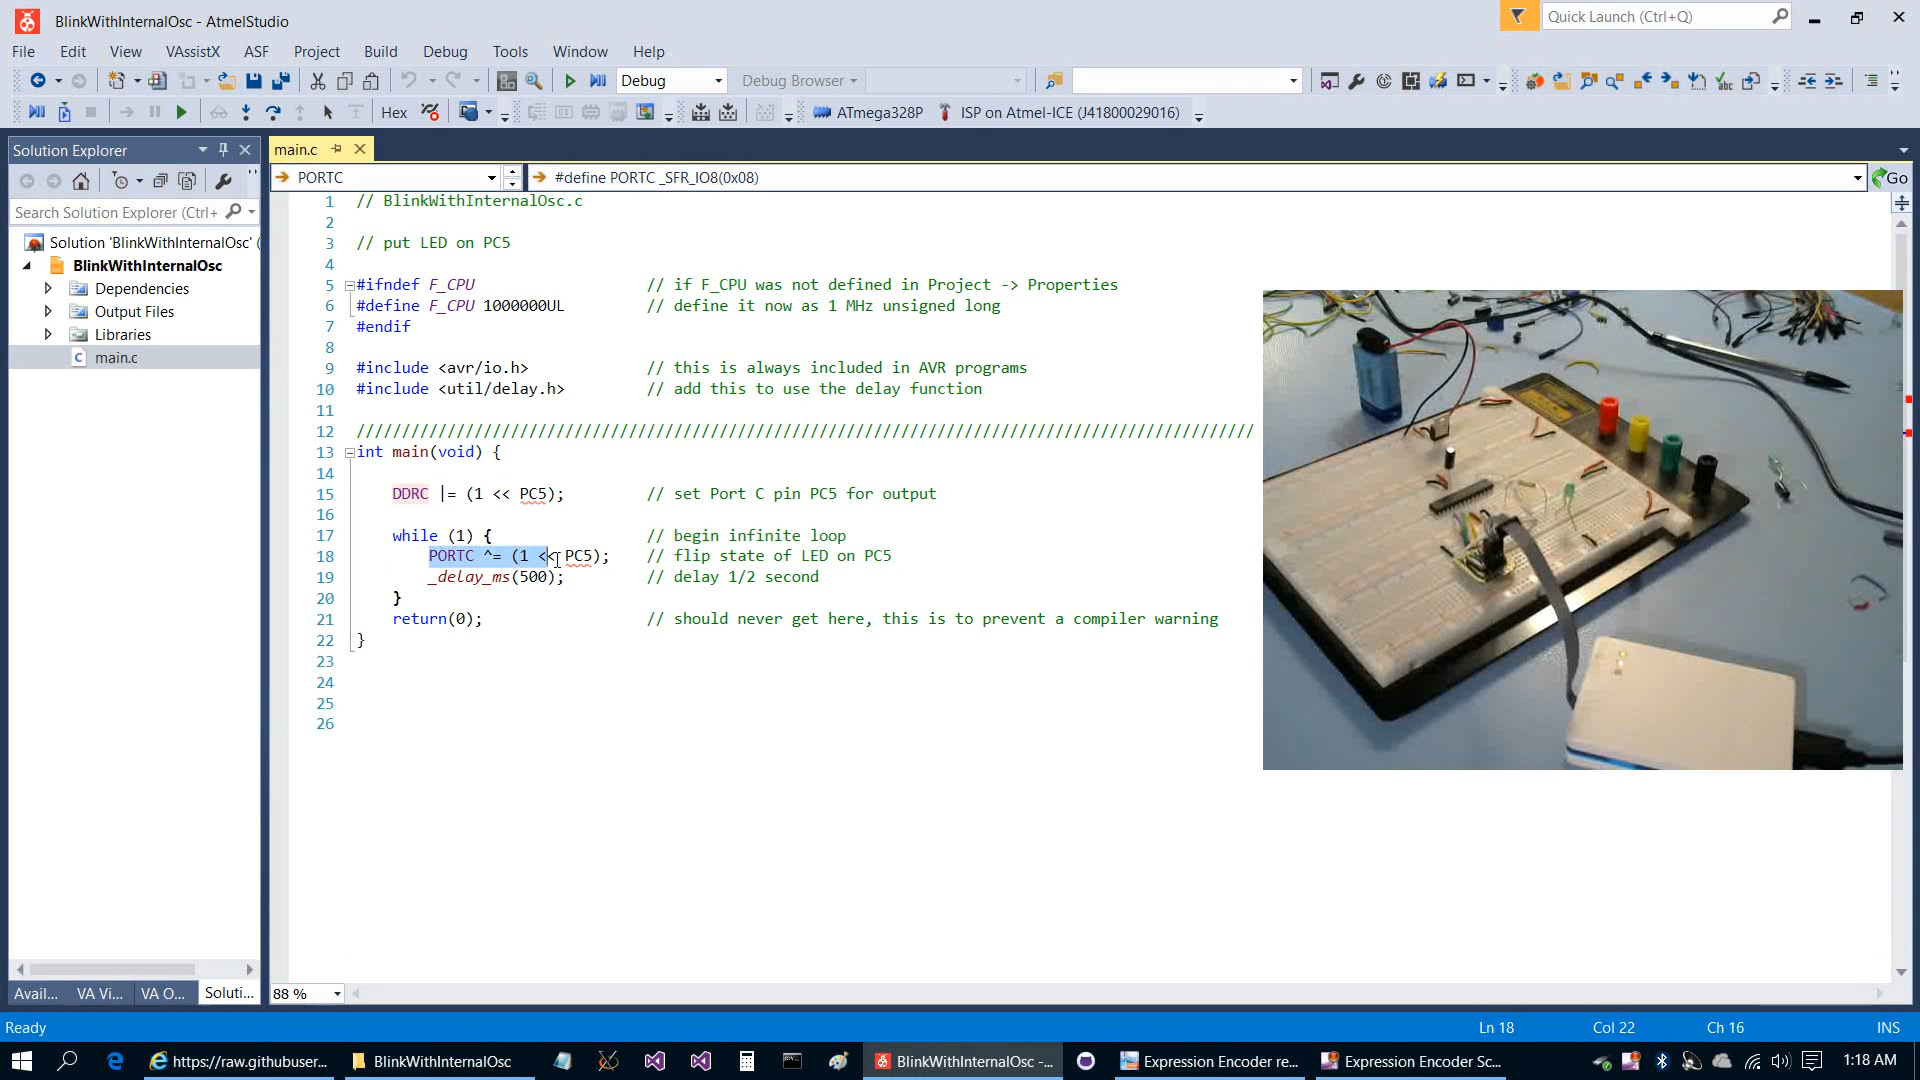 BlinkWithInternalOsc - AtmelStudio
Quick Launch (Ctrl+Q)
File Edit View VAssistX ASF Project Build Debug Tools Window Help
Debug Debug Browser
Hex ATmega328P ISP on Atmel-ICE (J41800029016)
Solution Explorer
main.c
PORTC
#define PORTC _SFR_IO8(0x08)
Go
Search Solution Explorer (Ctrl+
Solution 'BlinkWithInternalOsc' (
BlinkWithInternalOsc
Dependencies
Output Files
Libraries
main.c
1 // BlinkWithInternalOsc.c
2
3 // put LED on PC5
4
5 #ifndef F_CPU // if F_CPU was not defined in Project -> Properties
6 #define F_CPU 1000000UL // define it now as 1 MHz unsigned long
7 #endif
8
9 #include <avr/io.h> // this is always included in AVR programs
10 #include <util/delay.h> // add this to use the delay function
11
12 ///////////////////////////////////////////////////////////////////////////////////////////////////
13 int main(void) {
14
15 DDRC |= (1 << PC5); // set Port C pin PC5 for output
16
17 while (1) { // begin infinite loop
18 PORTC ^= (1 << PC5); // flip state of LED on PC5
19 _delay_ms(500); // delay 1/2 second
20 }
21 return(0); // should never get here, this is to prevent a compiler warning
22 }
23
24
25
26
Avail... VA Vi... VA O... Soluti...
88 %
Ready Ln 18 Col 22 Ch 16 INS
https://raw.githubuser... BlinkWithInternalOsc BlinkWithInternalOsc -... Expression Encoder re... Expression Encoder Sc... 1:18 AM